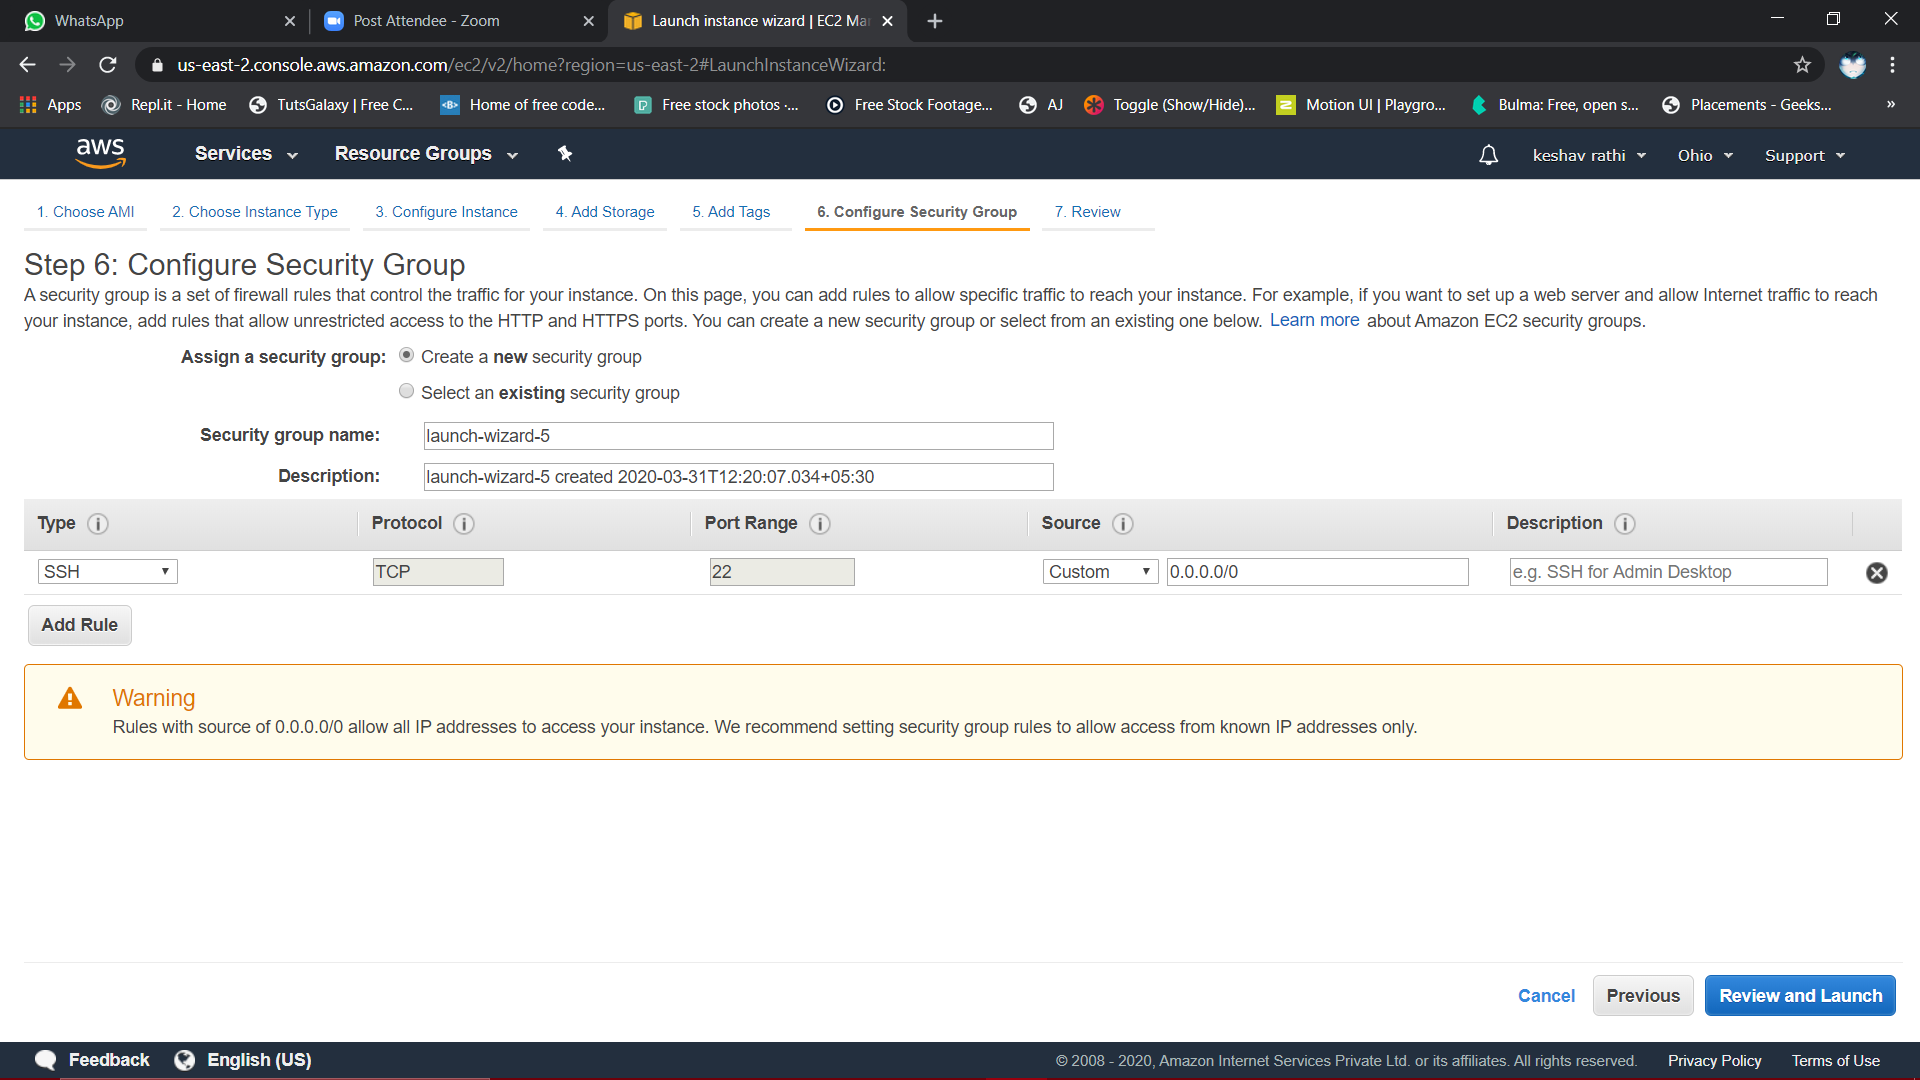 WhatsApp
Post Attendee - Zoom
Launch instance wizard | EC2 Ma
us-east-2.console.aws.amazon.com/ec2/v2/home?region=us-east-2#LaunchInstanceWizard:
Apps Repl.it - Home TutsGalaxy | Free C... Home of free code... Free stock photos ·... Free Stock Footage... AJ Toggle (Show/Hide)... Motion UI | Playgro... Bulma: Free, open s... Placements - Geeks... »
aws Services Resource Groups keshav rathi Ohio Support
1. Choose AMI 2. Choose Instance Type 3. Configure Instance 4. Add Storage 5. Add Tags 6. Configure Security Group 7. Review
Step 6: Configure Security Group
A security group is a set of firewall rules that control the traffic for your instance. On this page, you can add rules to allow specific traffic to reach your instance. For example, if you want to set up a web server and allow Internet traffic to reach
your instance, add rules that allow unrestricted access to the HTTP and HTTPS ports. You can create a new security group or select from an existing one below. Learn more about Amazon EC2 security groups.
Assign a security group: Create a new security group
Select an existing security group
Security group name: launch-wizard-5
Description: launch-wizard-5 created 2020-03-31T12:20:07.034+05:30
Type i Protocol i Port Range i Source i Description i
SSH TCP 22 Custom 0.0.0.0/0 e.g. SSH for Admin Desktop
Add Rule
Warning
Rules with source of 0.0.0.0/0 allow all IP addresses to access your instance. We recommend setting security group rules to allow access from known IP addresses only.
Cancel Previous Review and Launch
Feedback English (US) © 2008 - 2020, Amazon Internet Services Private Ltd. or its affiliates. All rights reserved. Privacy Policy Terms of Use